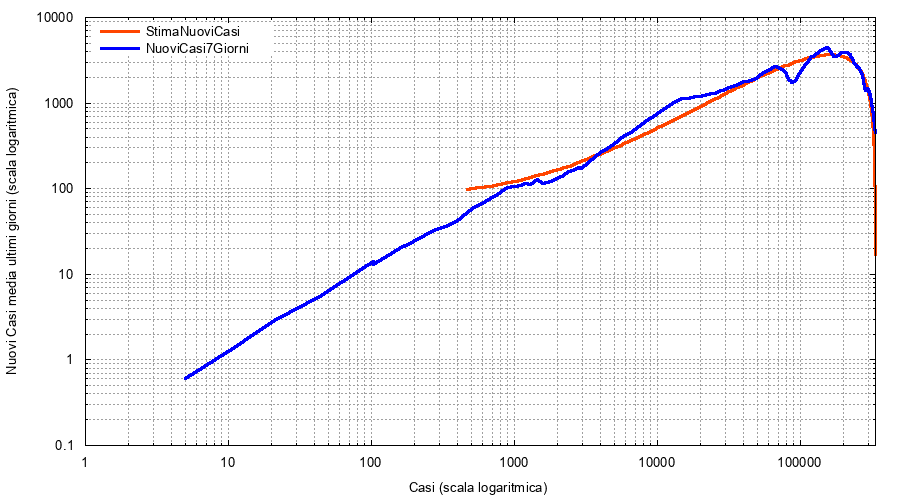 10000
1000
100
10
1
0.1
Nuovi Casi media ultimi giorni (scala logaritmica)
StimaNuoviCasi
NuoviCasi7Giorni
1 10 100 1000 10000 100000
Casi (scala logaritmica)